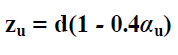 zᵤ = d(1 - 0.4αᵤ)